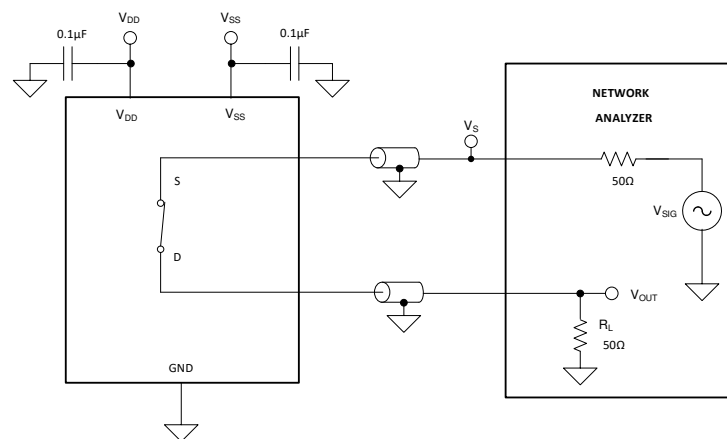 V_DD
V_SS
0.1µF
0.1µF
V_DD
V_SS
NETWORK
ANALYZER
V_S
S
50Ω
V_SIG
D
V_OUT
R_L
50Ω
GND